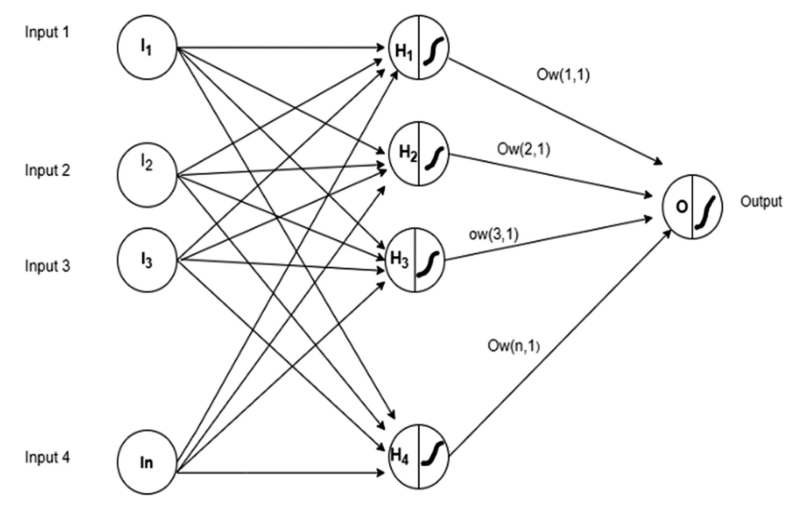 Input 1
I1
H1
Ow(1,1)
Input 2
I2
H2
Ow(2,1)
O
Output
Input 3
I3
H3
ow(3,1)
Ow(n,1)
Input 4
In
H4